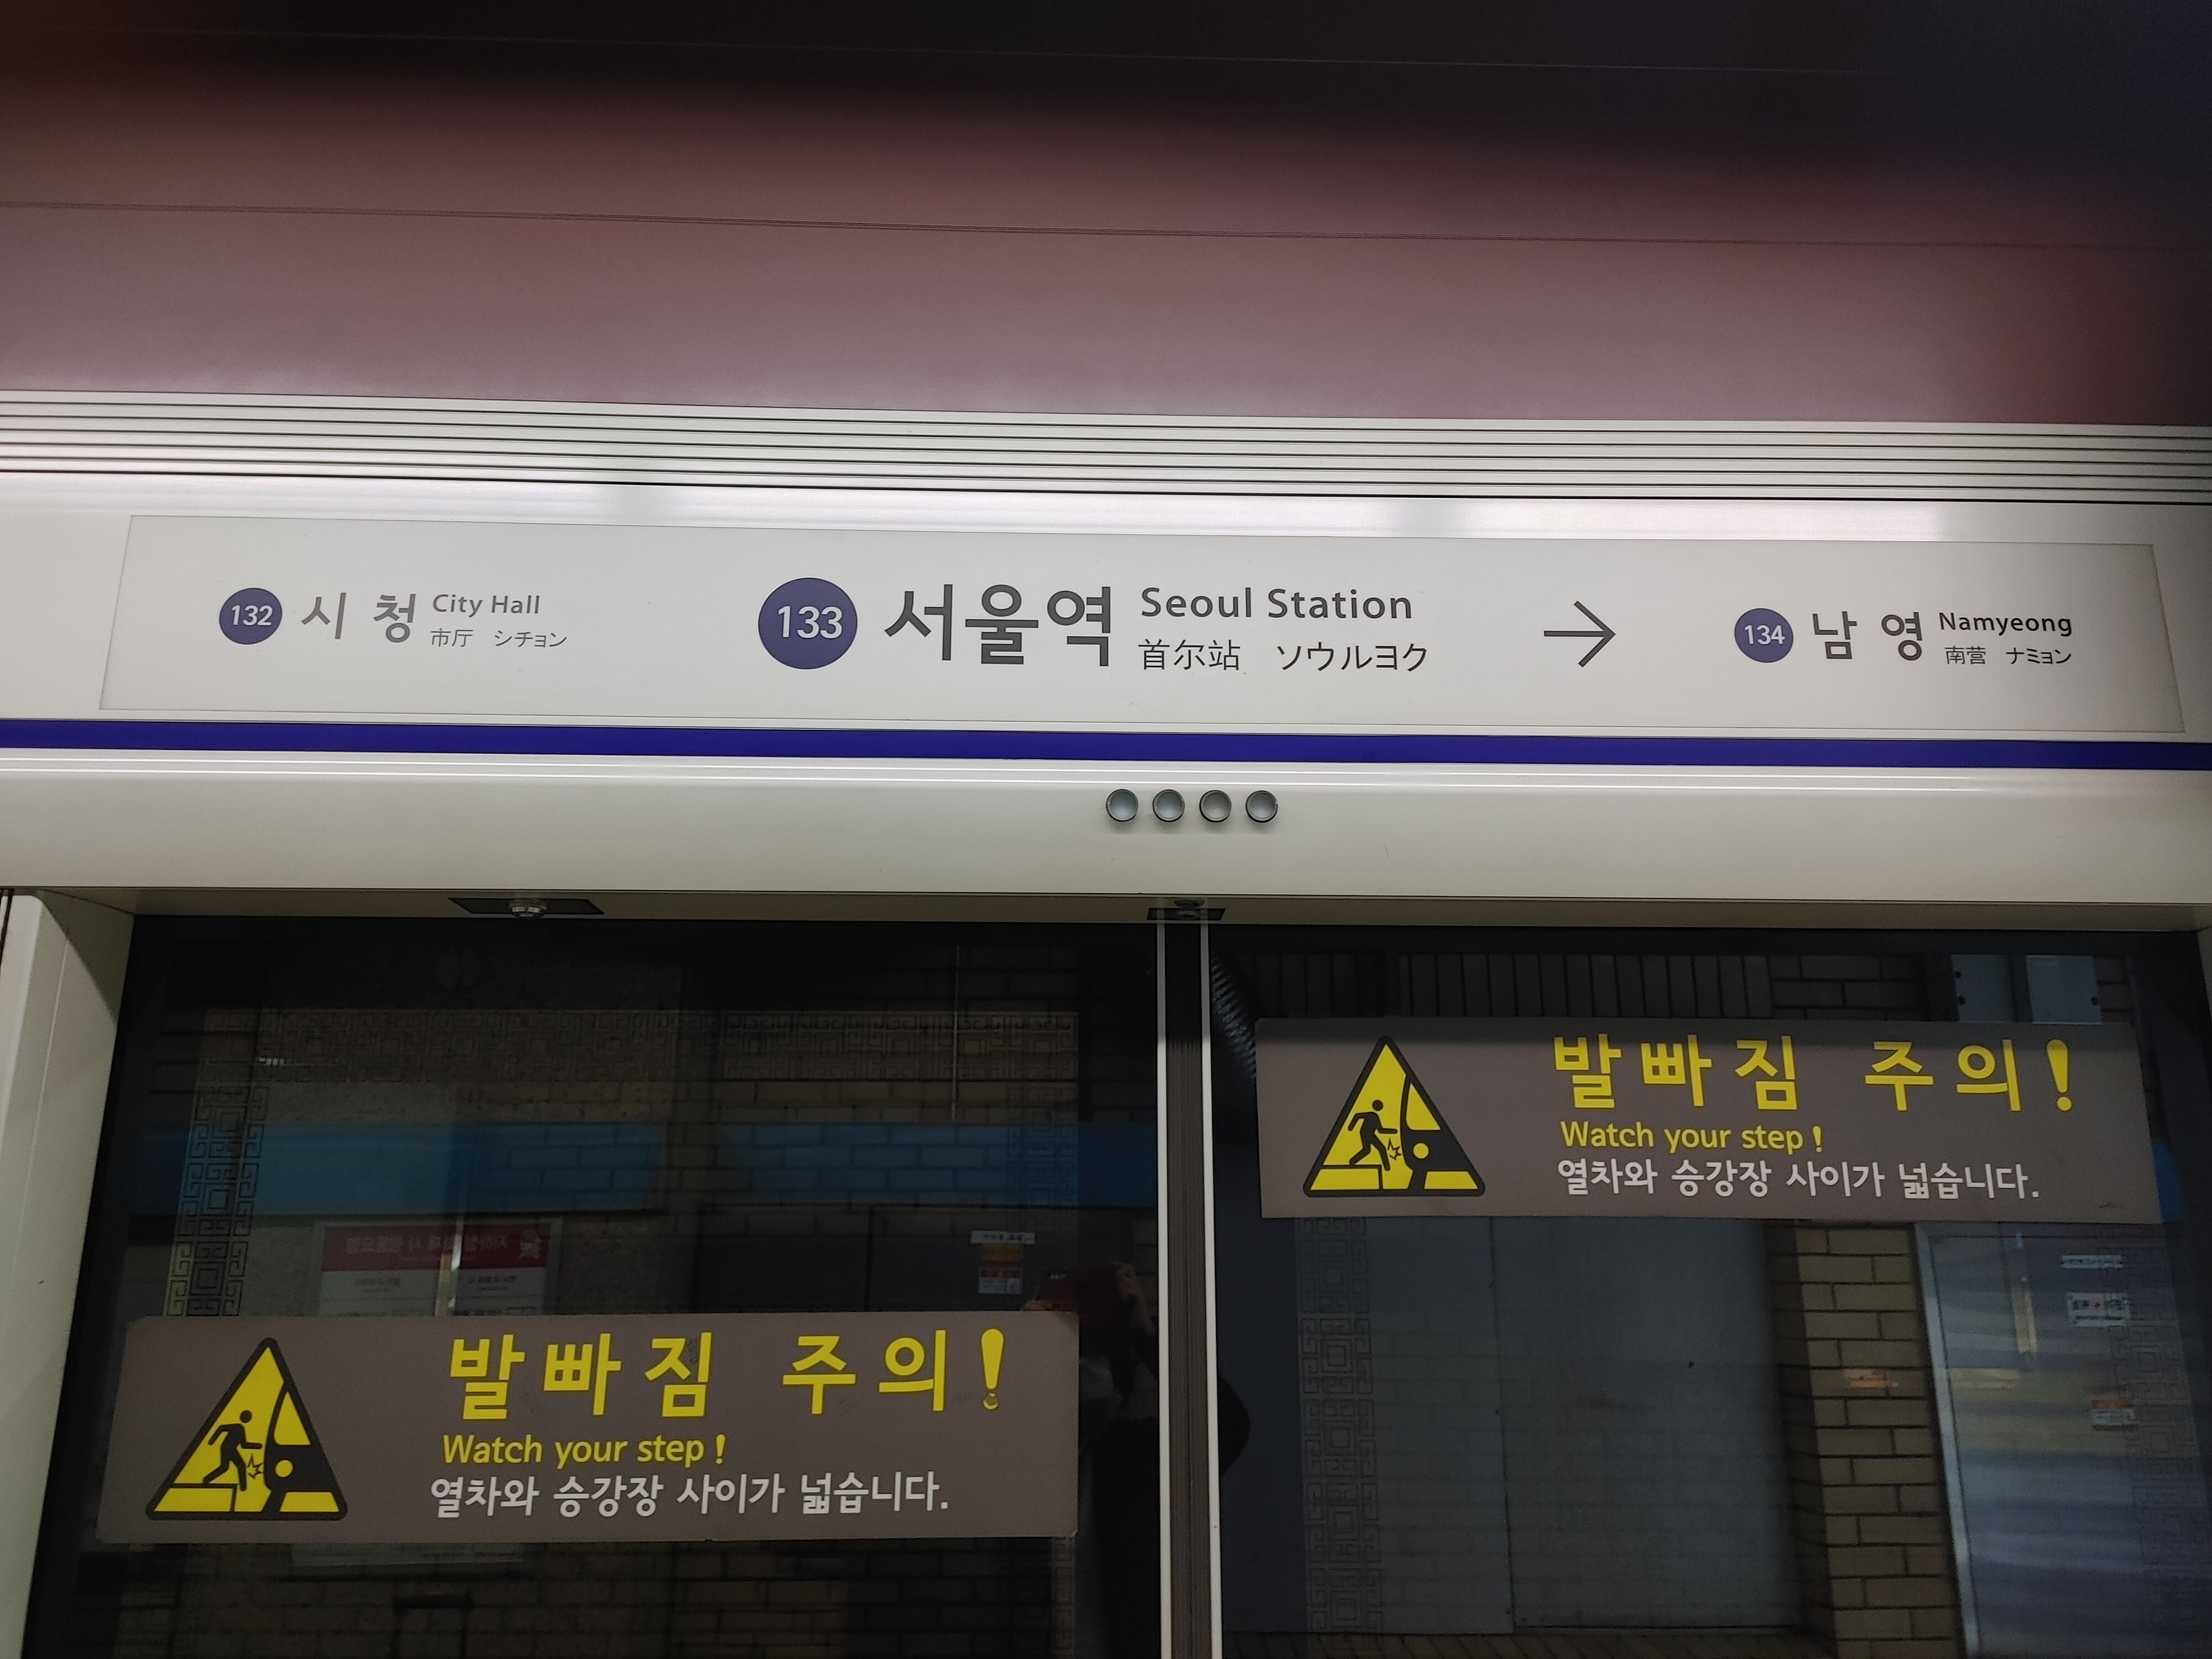 132 시 청 City Hall
市厅 シチョン
133 서울역 Seoul Station
首尔站 ソウルヨク
→
134 남 영 Namyeong
南营 ナミョン
발빠짐 주의!
Watch your step !
열차와 승강장 사이가 넓습니다.
발빠짐 주의!
Watch your step !
열차와 승강장 사이가 넓습니다.